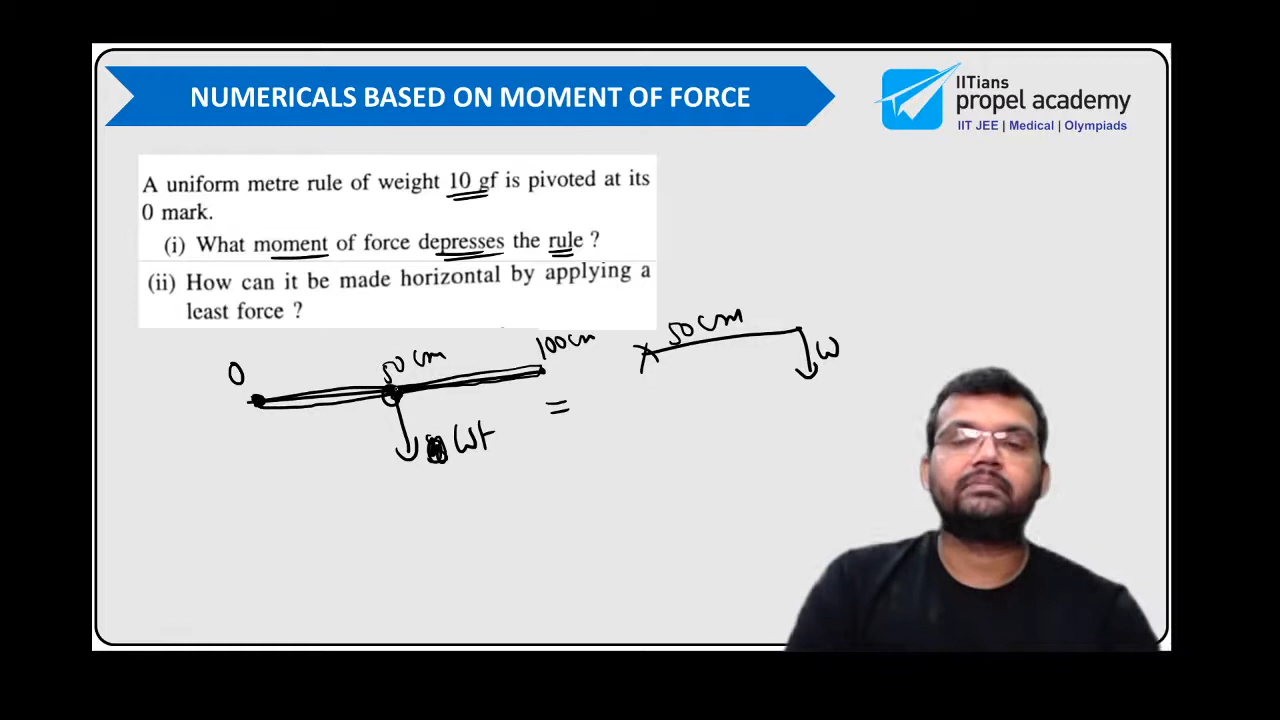 NUMERICALS BASED ON MOMENT OF FORCE
IITians
propel academy
IIT JEE | Medical | Olympiads
A uniform metre rule of weight 10 gf is pivoted at its
0 mark.
(i) What moment of force depresses the rule ?
(ii) How can it be made horizontal by applying a
least force ?
0
50 cm
100cm
Wt
=
50 cm
W